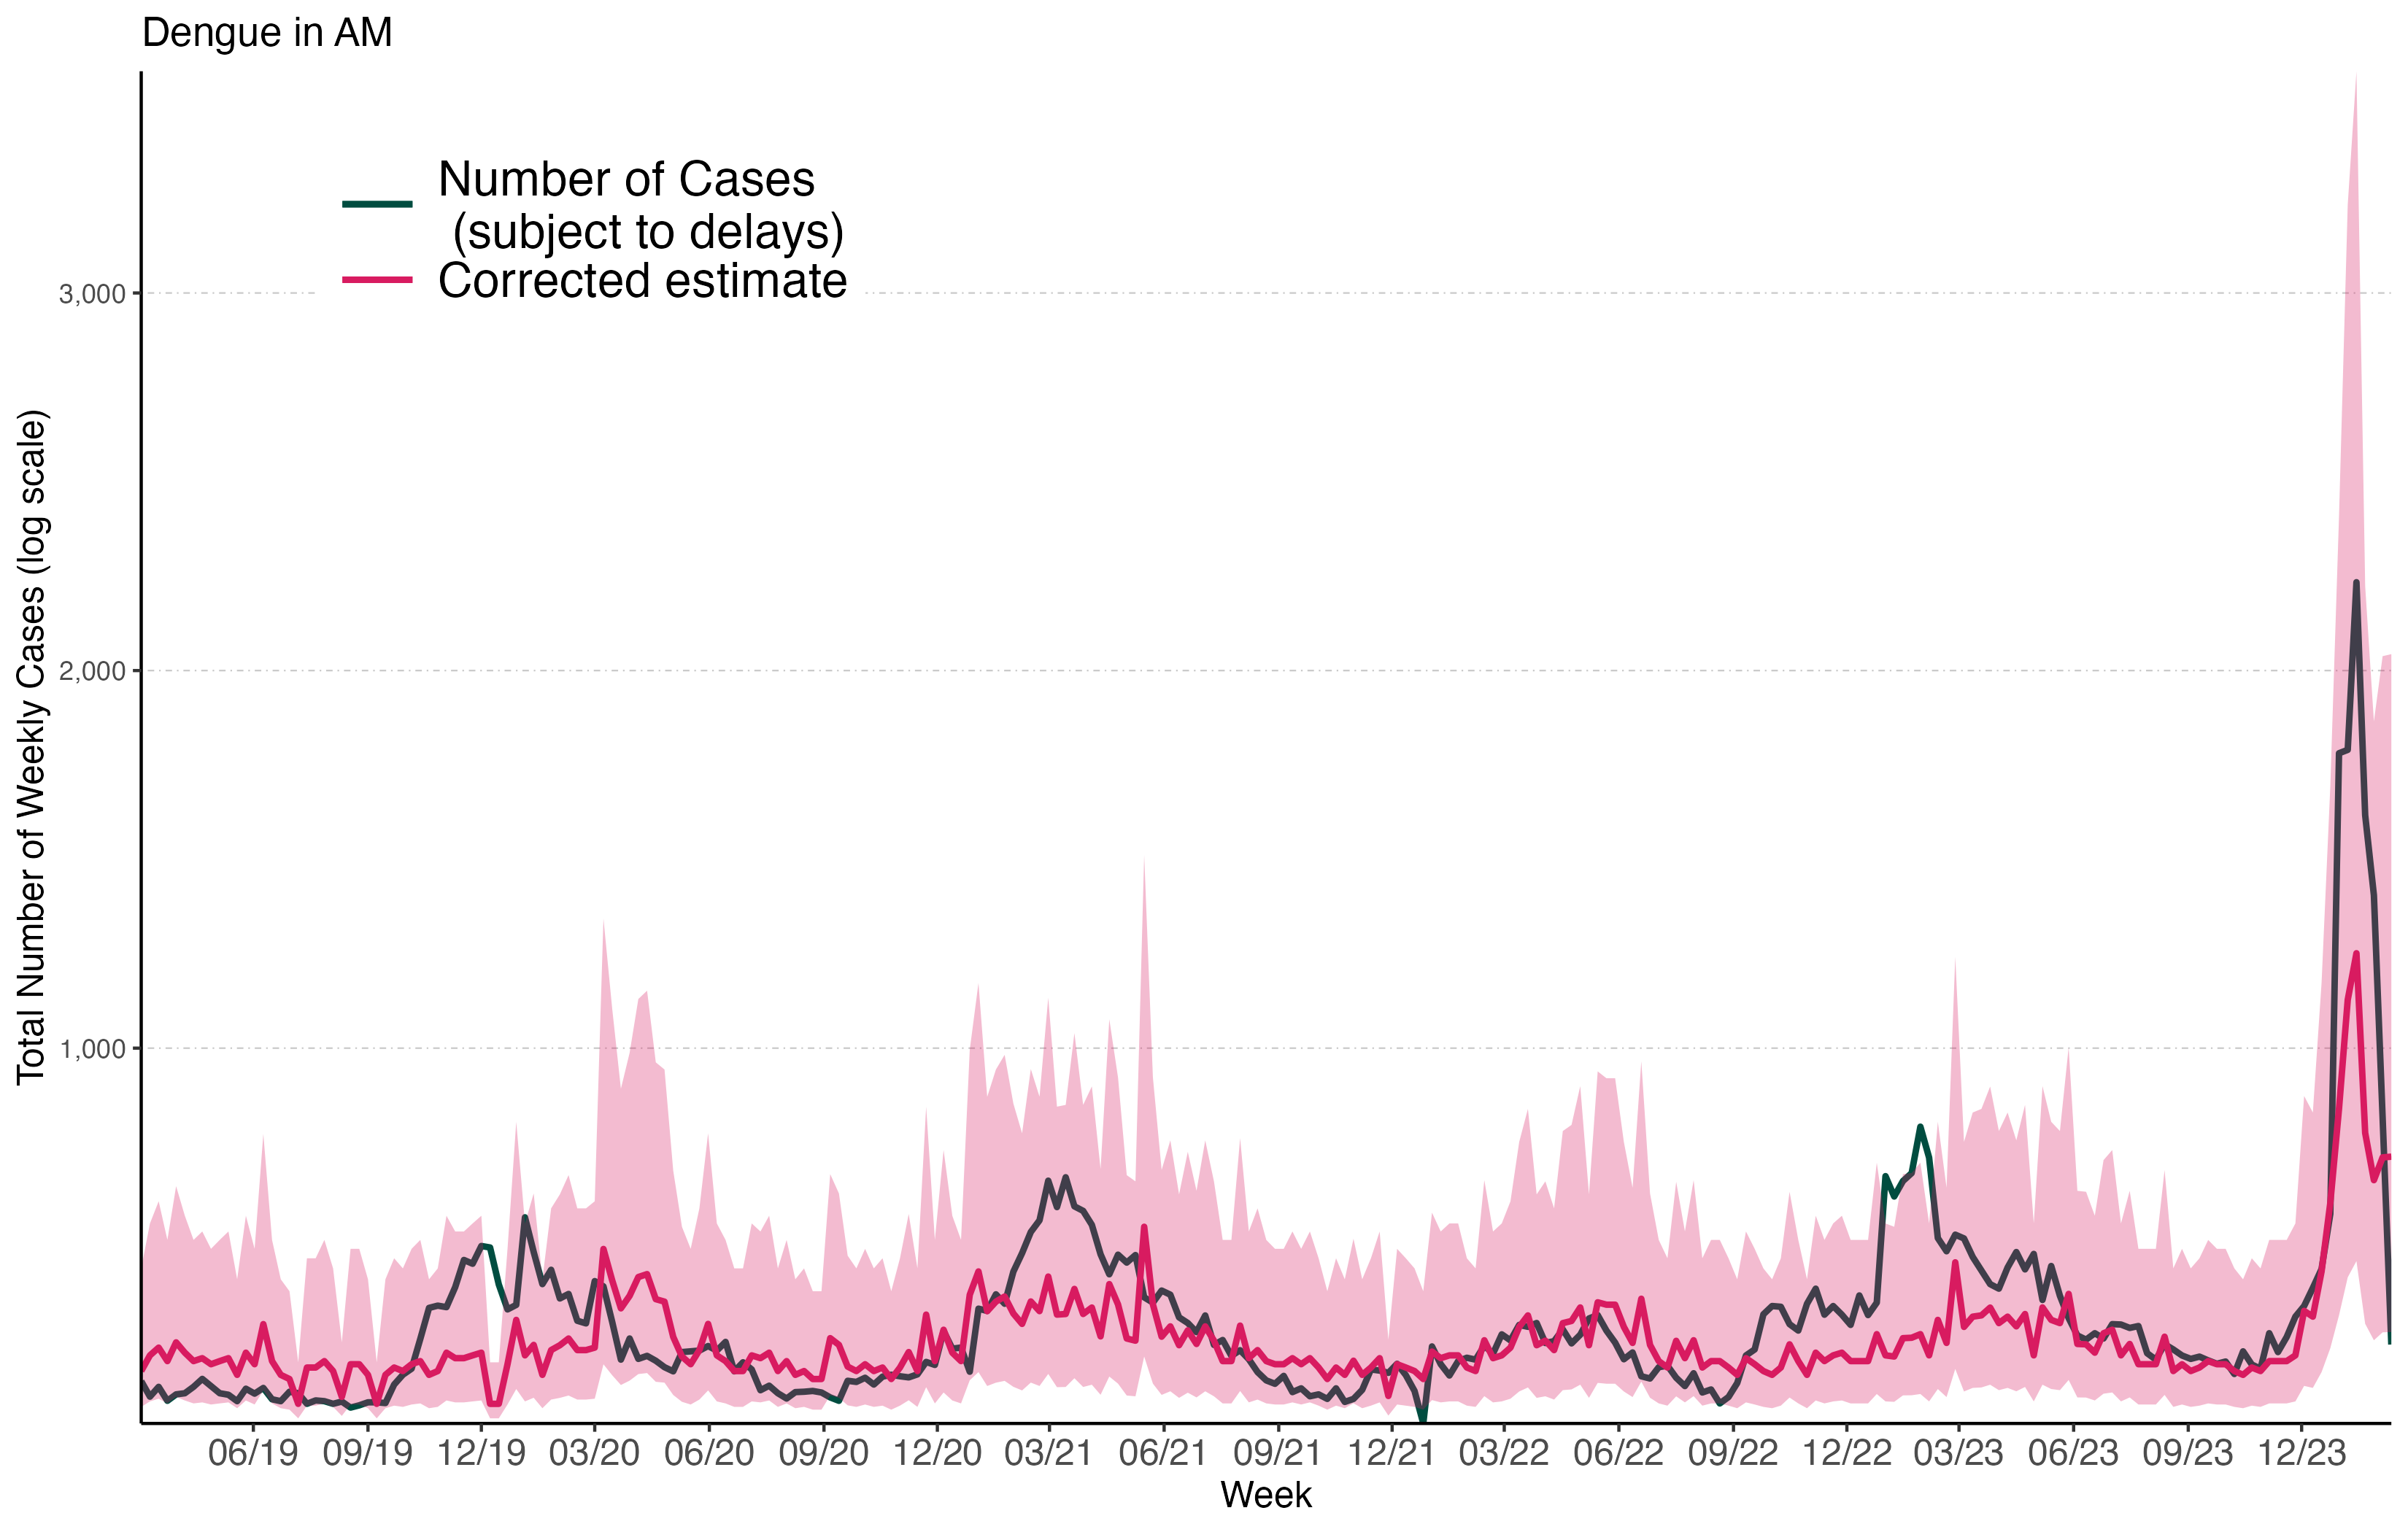 Dengue in AM
Number of Cases
(subject to delays)
Corrected estimate
Total Number of Weekly Cases (log scale)
3,000
2,000
1,000
06/19 09/19 12/19 03/20 06/20 09/20 12/20 03/21 06/21 09/21 12/21 03/22 06/22 09/22 12/22 03/23 06/23 09/23 12/23
Week